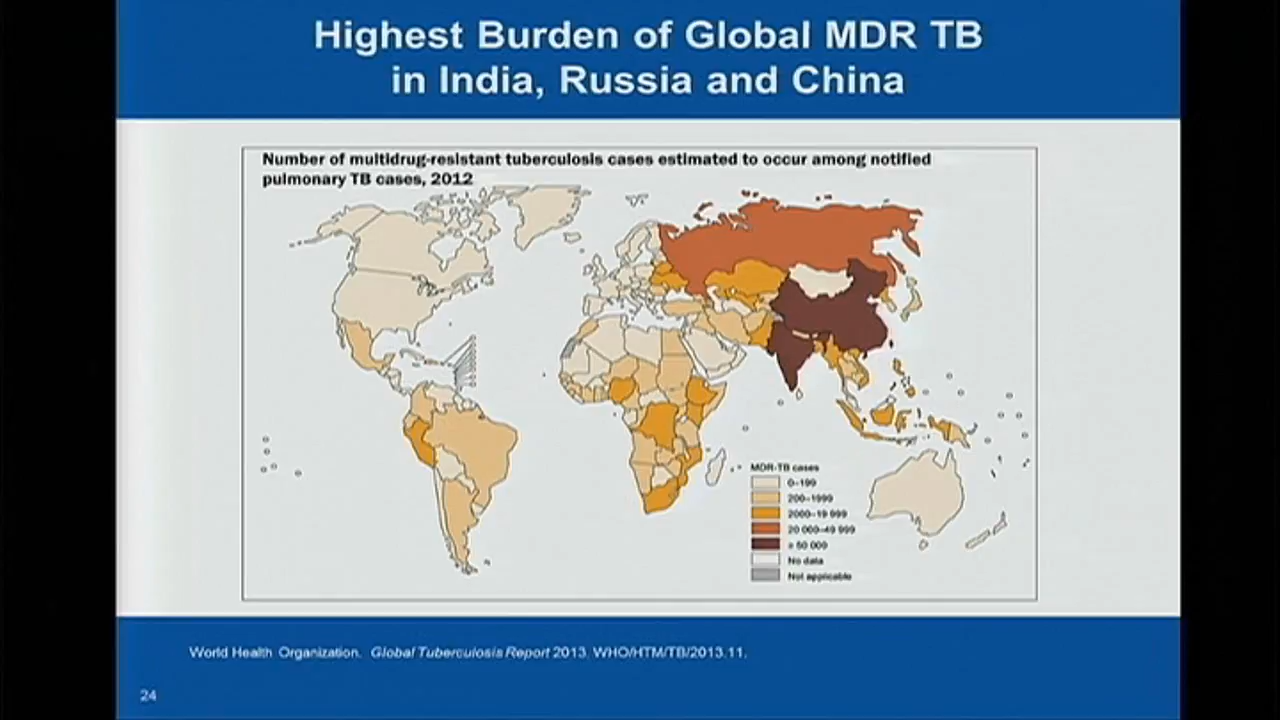 Highest Burden of Global MDR TB
in India, Russia and China
Number of multidrug-resistant tuberculosis cases estimated to occur among notified
pulmonary TB cases, 2012
MDR-TB cases
0–199
200–1999
2000–19 999
20 000–49 999
≥ 50 000
No data
Not applicable
World Health Organization. Global Tuberculosis Report 2013. WHO/HTM/TB/2013.11.
24